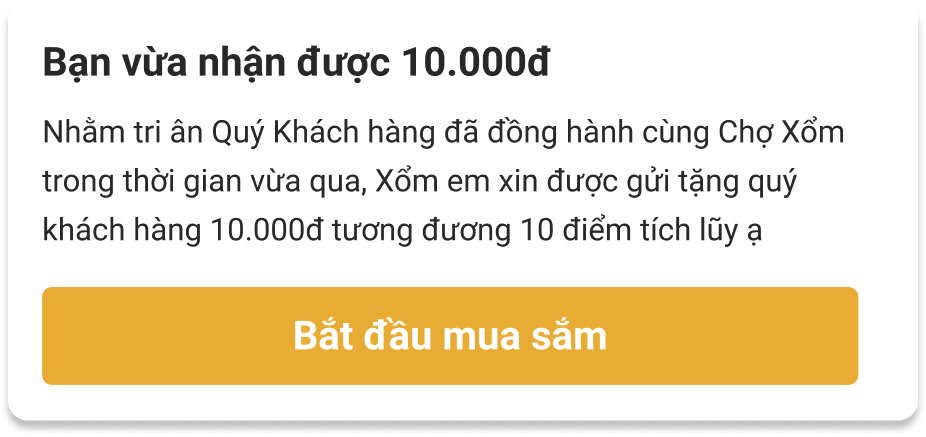 Bạn vừa nhận được 10.000đ
Nhằm tri ân Quý Khách hàng đã đồng hành cùng Chợ Xổm
trong thời gian vừa qua, Xổm em xin được gửi tặng quý
khách hàng 10.000đ tương đương 10 điểm tích lũy ạ
Bắt đầu mua sắm